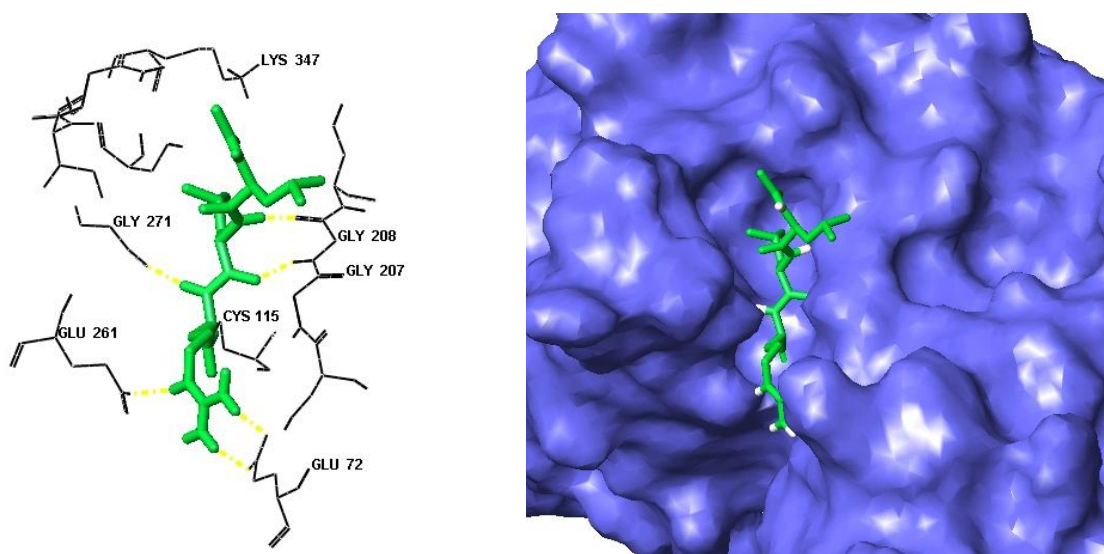 LYS 347
GLY 271
GLY 208
GLY 207
CYS 115
GLU 261
GLU 72